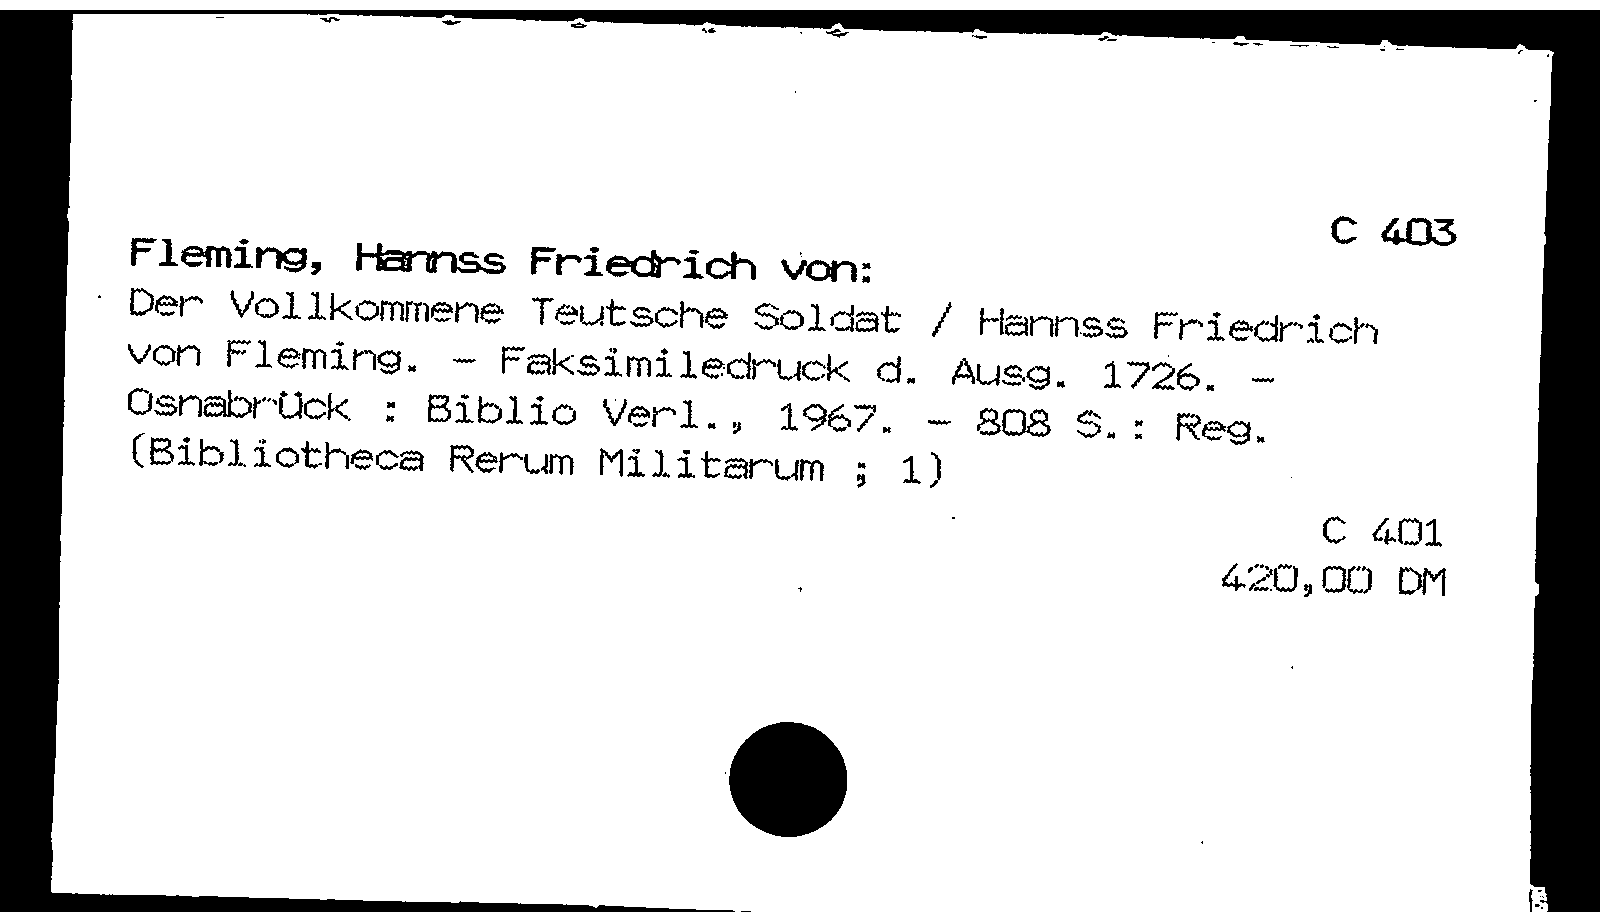 C 403
Fleming, Hannss Friedrich von:
Der Vollkommene Teutsche Soldat / Hannss Friedrich
von Fleming. - Faksimiledruck d. Ausg. 1726. -
Osnabrück : Biblio Verl., 1967. - 808 S.: Reg.
(Bibliotheca Rerum Militarum ; 1)
C 401
420,00 DM